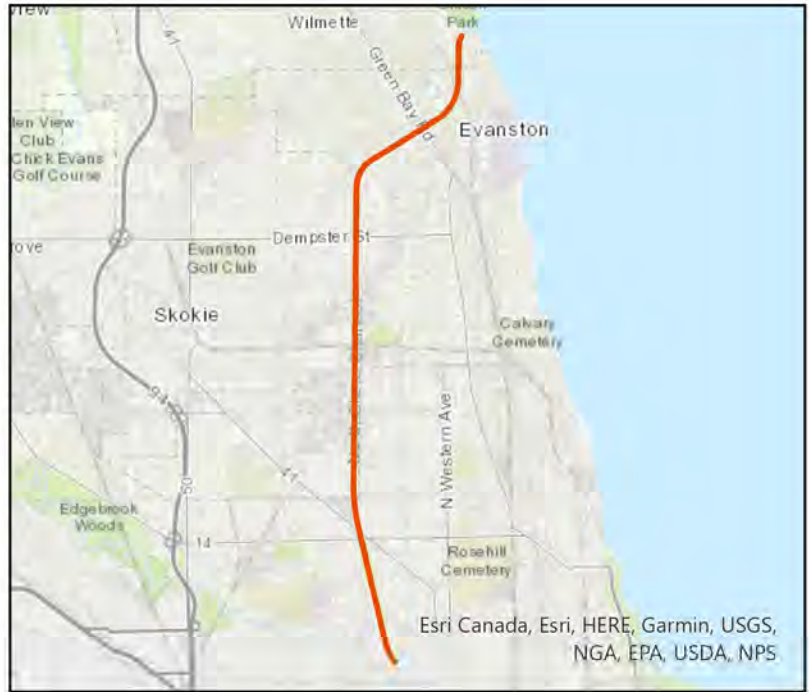 Wilmette
Park
41
Green Bay Rd
Evanston
Club
Chick Evans
Golf Course
Dempster St
Evanston
Golf Club
Skokie
Calvary
Cemetery
94
N Western Ave
41
50
Edgebrook
Woods
14
Rosehill
Cemetery
Esri Canada, Esri, HERE, Garmin, USGS,
NGA, EPA, USDA, NPS